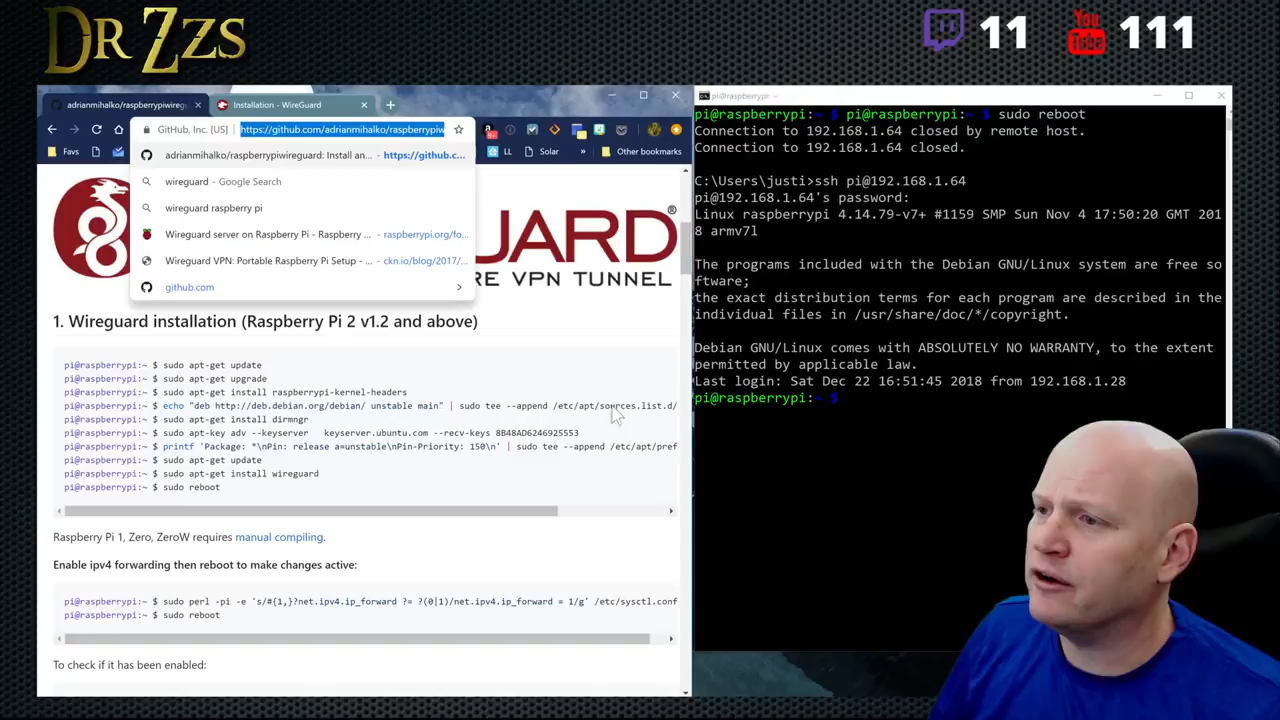 DR ZZS
11
You Tube
111
adrianmihalko/raspberrypiwireg
Installation - WireGuard
GitHub, Inc. [US]
https://github.com/adrianmihalko/raspberrypiw
Favs
LL
Solar
»
Other bookmarks
adrianmihalko/raspberrypiwireguard: Install an... - https://github.c...
wireguard - Google Search
wireguard raspberry pi
Wireguard server on Raspberry Pi - Raspberry ... - raspberrypi.org/fo...
Wireguard VPN: Portable Raspberry Pi Setup - ... - ckn.io/blog/2017/...
github.com
UARD®
RE VPN TUNNEL
1. Wireguard installation (Raspberry Pi 2 v1.2 and above)
pi@raspberrypi:~ $ sudo apt-get update
pi@raspberrypi:~ $ sudo apt-get upgrade
pi@raspberrypi:~ $ sudo apt-get install raspberrypi-kernel-headers
pi@raspberrypi:~ $ echo "deb http://deb.debian.org/debian/ unstable main" | sudo tee --append /etc/apt/sources.list.d/
pi@raspberrypi:~ $ sudo apt-get install dirmngr
pi@raspberrypi:~ $ sudo apt-key adv --keyserver keyserver.ubuntu.com --recv-keys 8B48AD6246925553
pi@raspberrypi:~ $ printf 'Package: *\nPin: release a=unstable\nPin-Priority: 150\n' | sudo tee --append /etc/apt/pref
pi@raspberrypi:~ $ sudo apt-get update
pi@raspberrypi:~ $ sudo apt-get install wireguard
pi@raspberrypi:~ $ sudo reboot
Raspberry Pi 1, Zero, ZeroW requires manual compiling.
Enable ipv4 forwarding then reboot to make changes active:
pi@raspberrypi:~ $ sudo perl -pi -e 's/#{1,}?net.ipv4.ip_forward ?= ?(0|1)/net.ipv4.ip_forward = 1/g' /etc/sysctl.conf
pi@raspberrypi:~ $ sudo reboot
To check if it has been enabled:
pi@raspberrypi: ~
pi@raspberrypi:~ $ pi@raspberrypi:~ $ sudo reboot
Connection to 192.168.1.64 closed by remote host.
Connection to 192.168.1.64 closed.
C:\Users\justi>ssh pi@192.168.1.64
pi@192.168.1.64's password:
Linux raspberrypi 4.14.79-v7+ #1159 SMP Sun Nov 4 17:50:20 GMT 201
8 armv7l
The programs included with the Debian GNU/Linux system are free so
ftware;
the exact distribution terms for each program are described in the
individual files in /usr/share/doc/*/copyright.
Debian GNU/Linux comes with ABSOLUTELY NO WARRANTY, to the extent
permitted by applicable law.
Last login: Sat Dec 22 16:51:45 2018 from 192.168.1.28
pi@raspberrypi:~ $